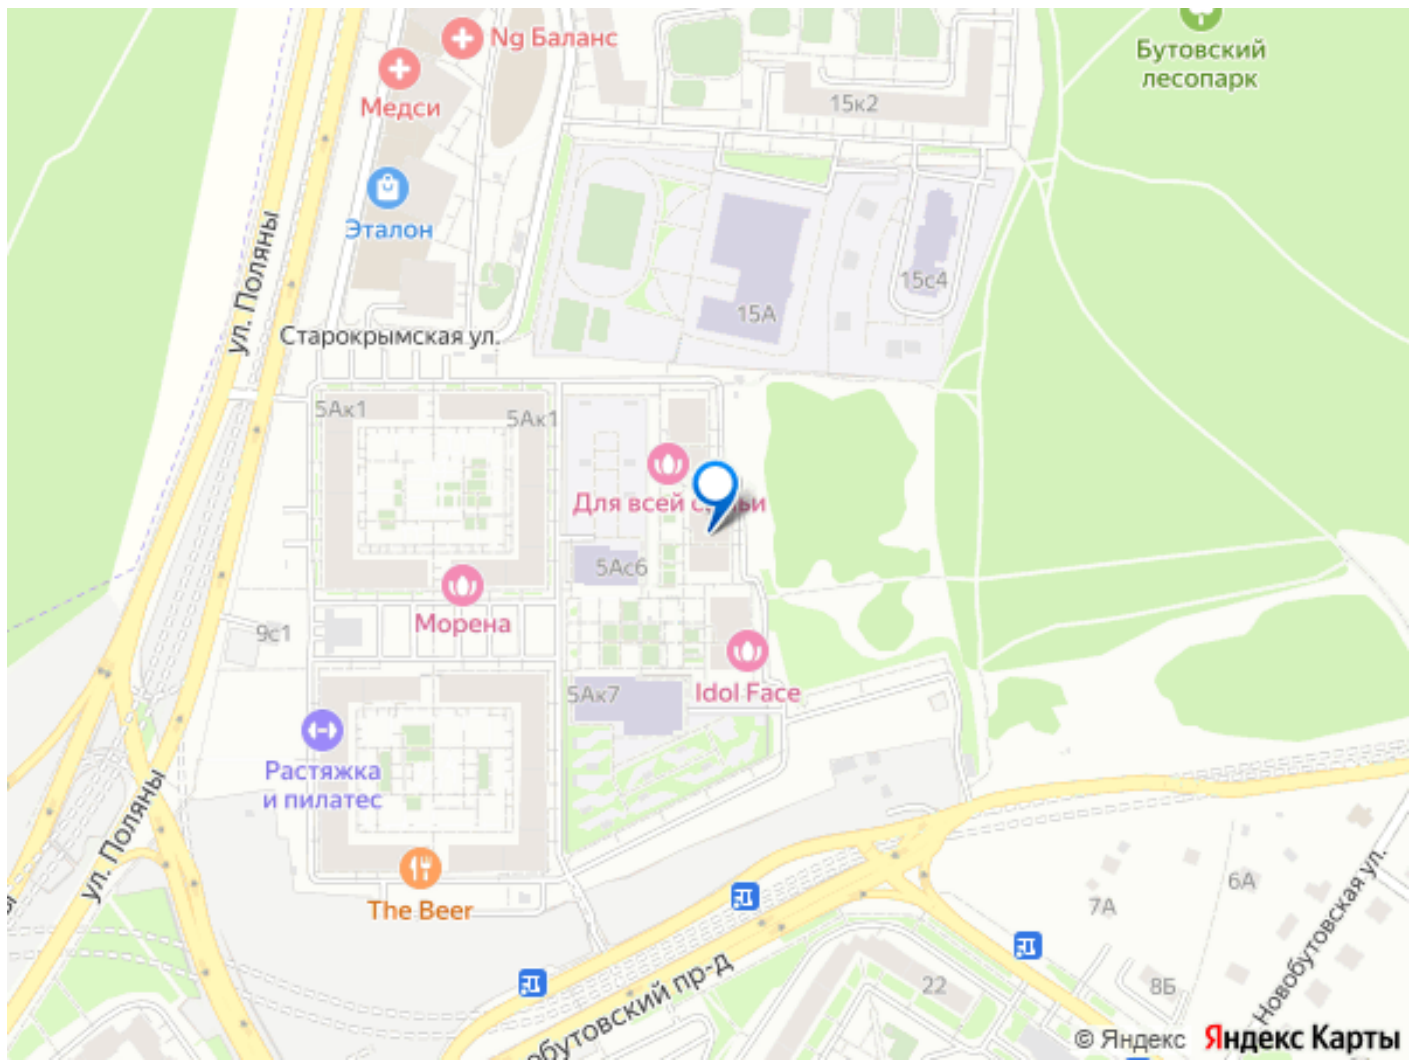 Ng Баланс
Медси
Бутовский
лесопарк
15к2
Эталон
ул. Поляны
15с4
15А
Старокрымская ул.
5Ак1
5Ак1
Для всей
5Ас6
Морена
9с1
Idol Face
5Ак7
Растяжка
и пилатес
ул. Поляны
The Beer
6А
7А
обутовский пр-д
22
8Б
Новобутовская ул.
© Яндекс Яндекс Карты